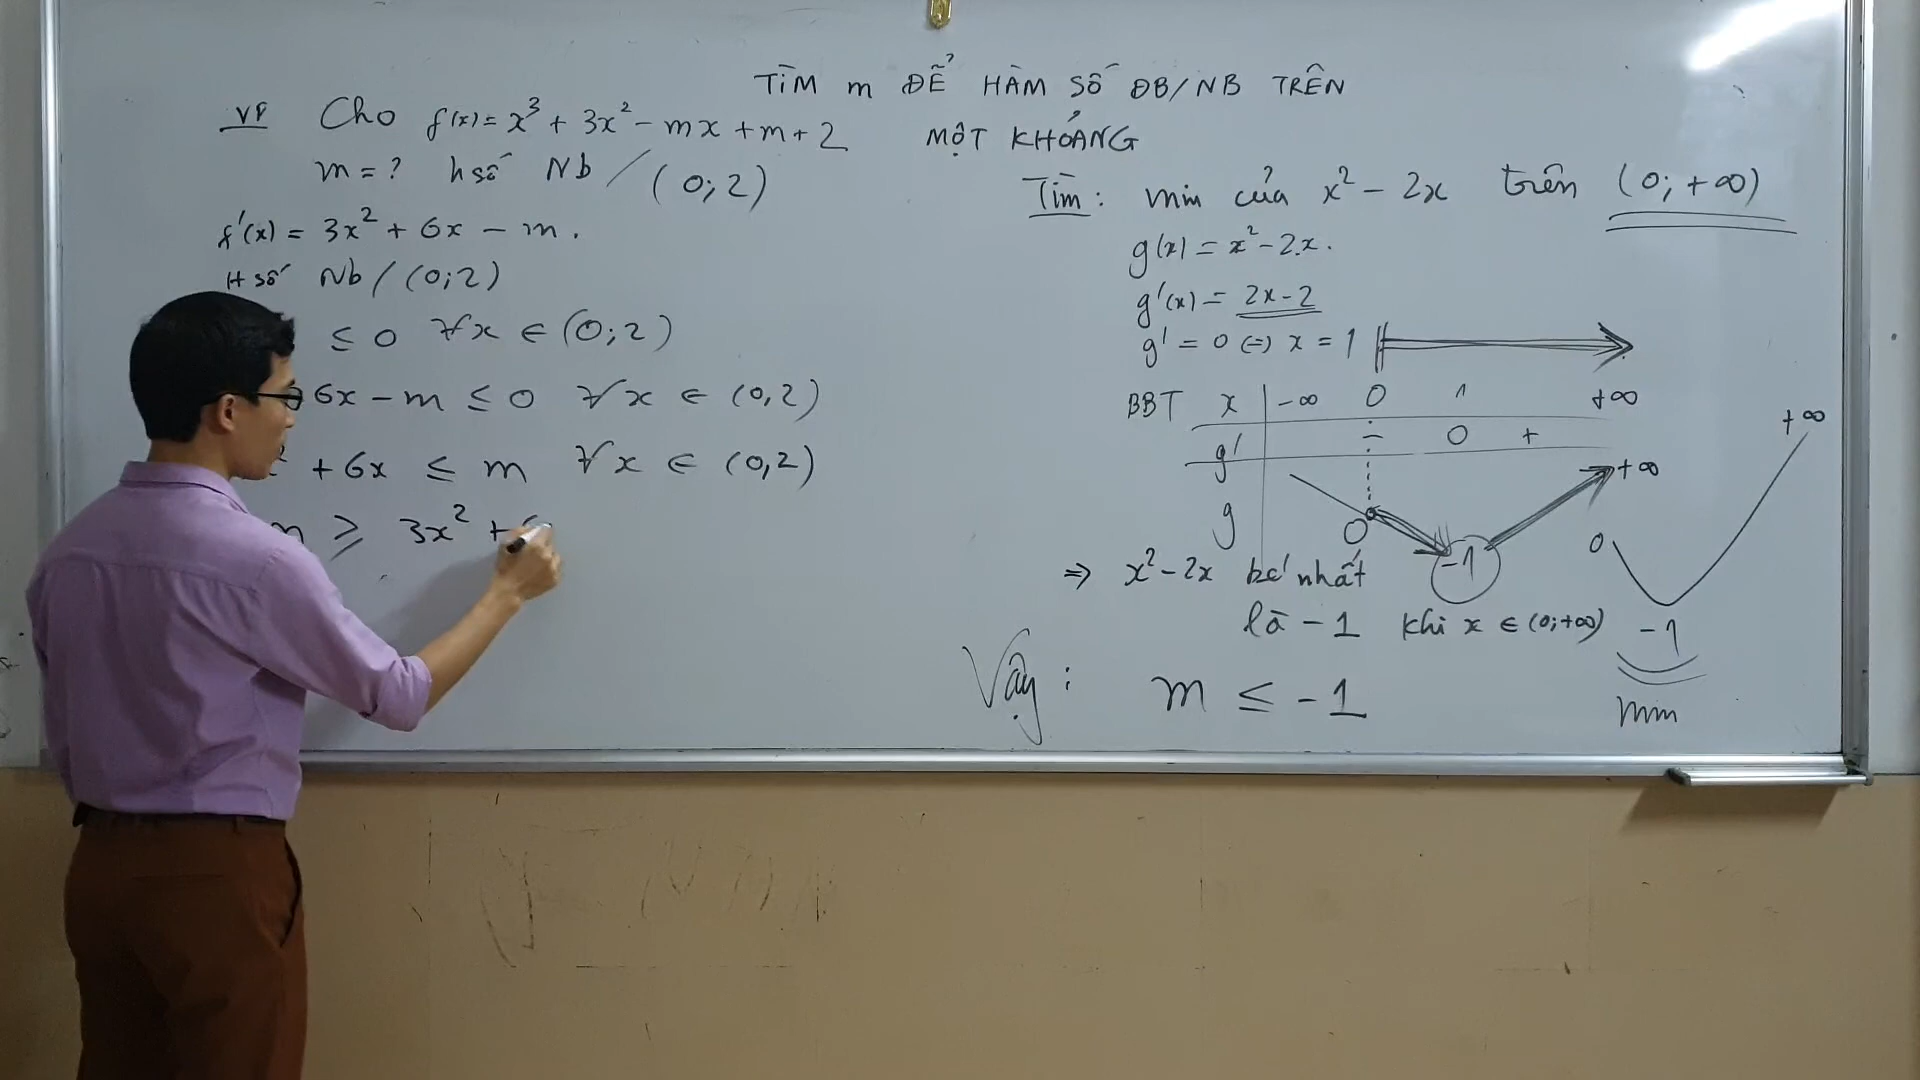 TÌM m ĐỂ HÀM SỐ ĐB/NB TRÊN
MỘT KHOẢNG
VD Cho f(x) = x³ + 3x² - mx + m + 2
m = ? h số Nb / (0; 2)
f'(x) = 3x² + 6x - m.
H số Nb / (0; 2)
≤ 0 ∀x ∈ (0; 2)
6x - m ≤ 0 ∀x ∈ (0,2)
² + 6x ≤ m ∀x ∈ (0,2)
m ≥ 3x² +
Tìm: min của x² - 2x trên (0; +∞)
g(x) = x² - 2x.
g'(x) = 2x - 2
g' = 0 ⇔ x = 1
BBT x -∞ 0 1 +∞
g' - 0 +
g 0 -1 +∞
⇒ x² - 2x bé nhất
là -1 khi x ∈ (0; +∞)
Vậy: m ≤ -1
+∞
0
-1
min